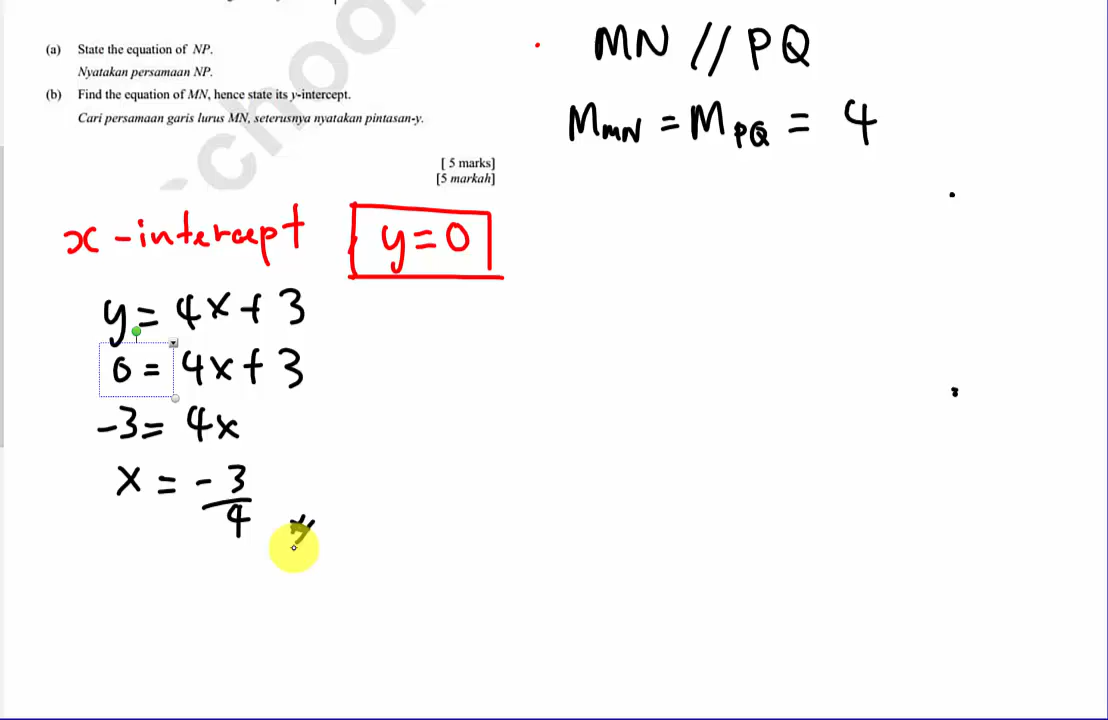 (a) State the equation of NP.
Nyatakan persamaan NP.
(b) Find the equation of MN, hence state its y-intercept.
Cari persamaan garis lurus MN, seterusnya nyatakan pintasan-y.
[ 5 marks]
[5 markah]
x - intercept y = 0
y = 4x + 3
0 = 4x + 3
-3 = 4x
x = - 3
4
MN // PQ
M MN = M PQ = 4